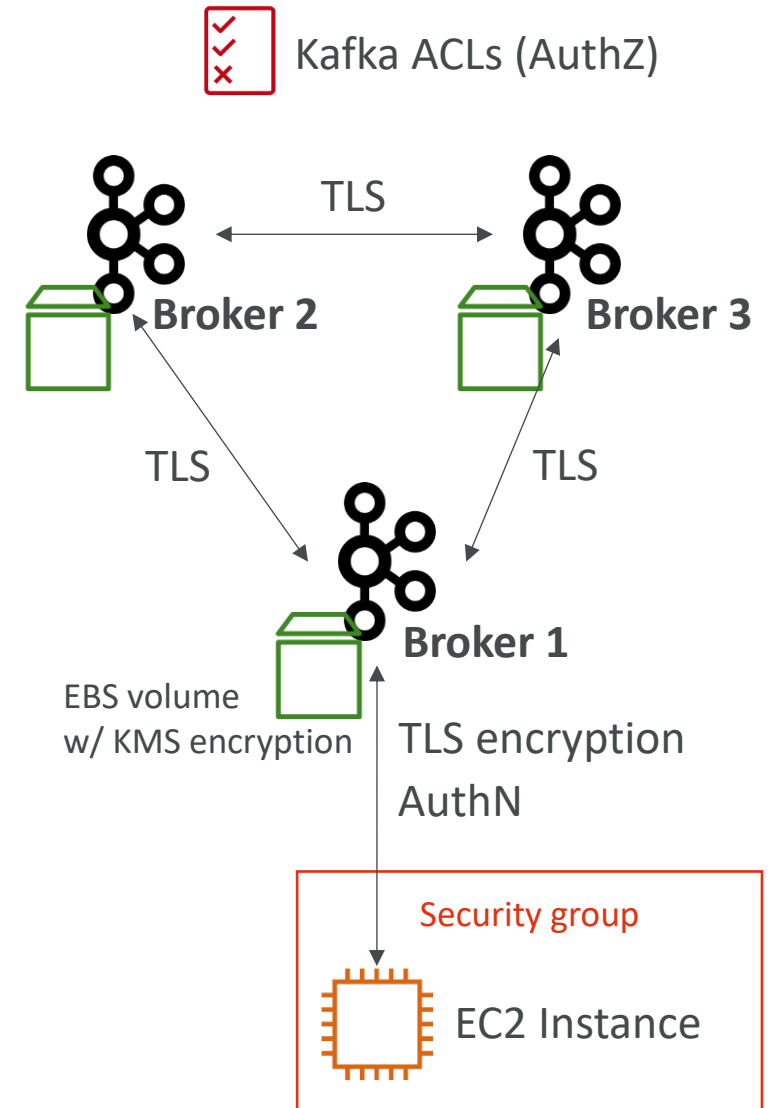 Kafka ACLs (AuthZ)
TLS
Broker 2
Broker 3
TLS
TLS
Broker 1
EBS volume
w/ KMS encryption
TLS encryption
AuthN
Security group
EC2 Instance